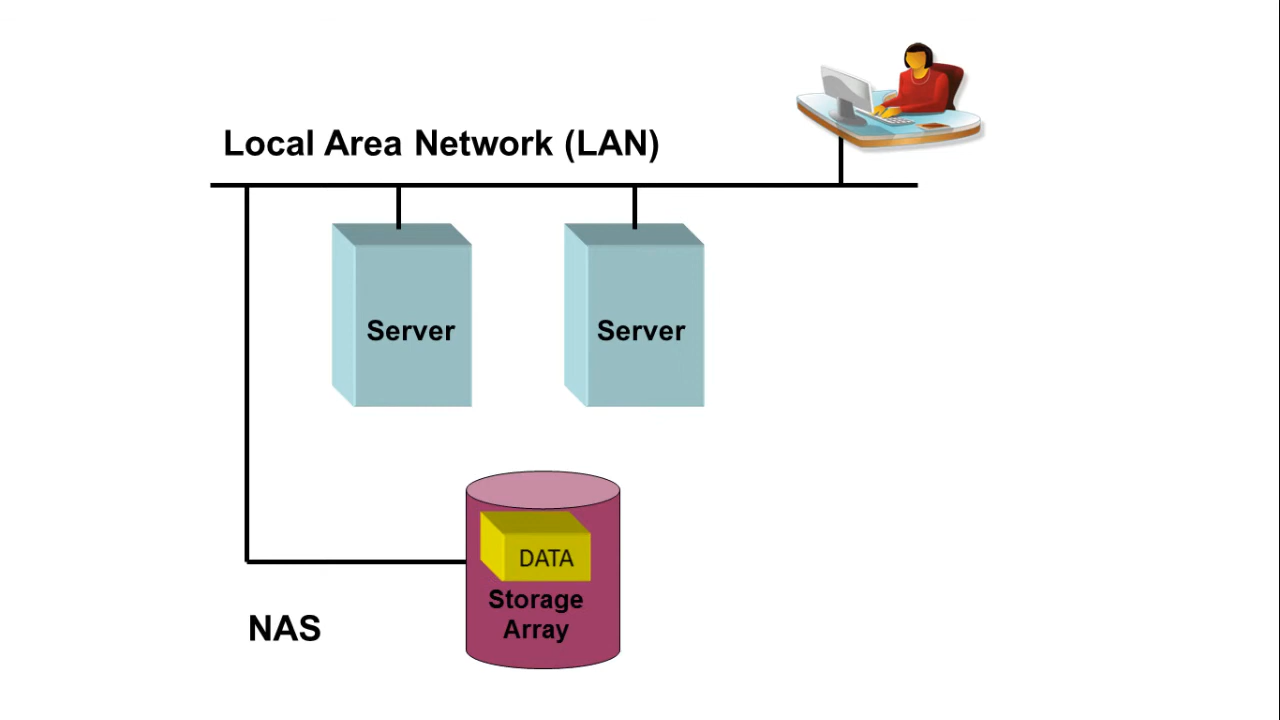 Local Area Network (LAN)
Server
Server
DATA
Storage
Array
NAS